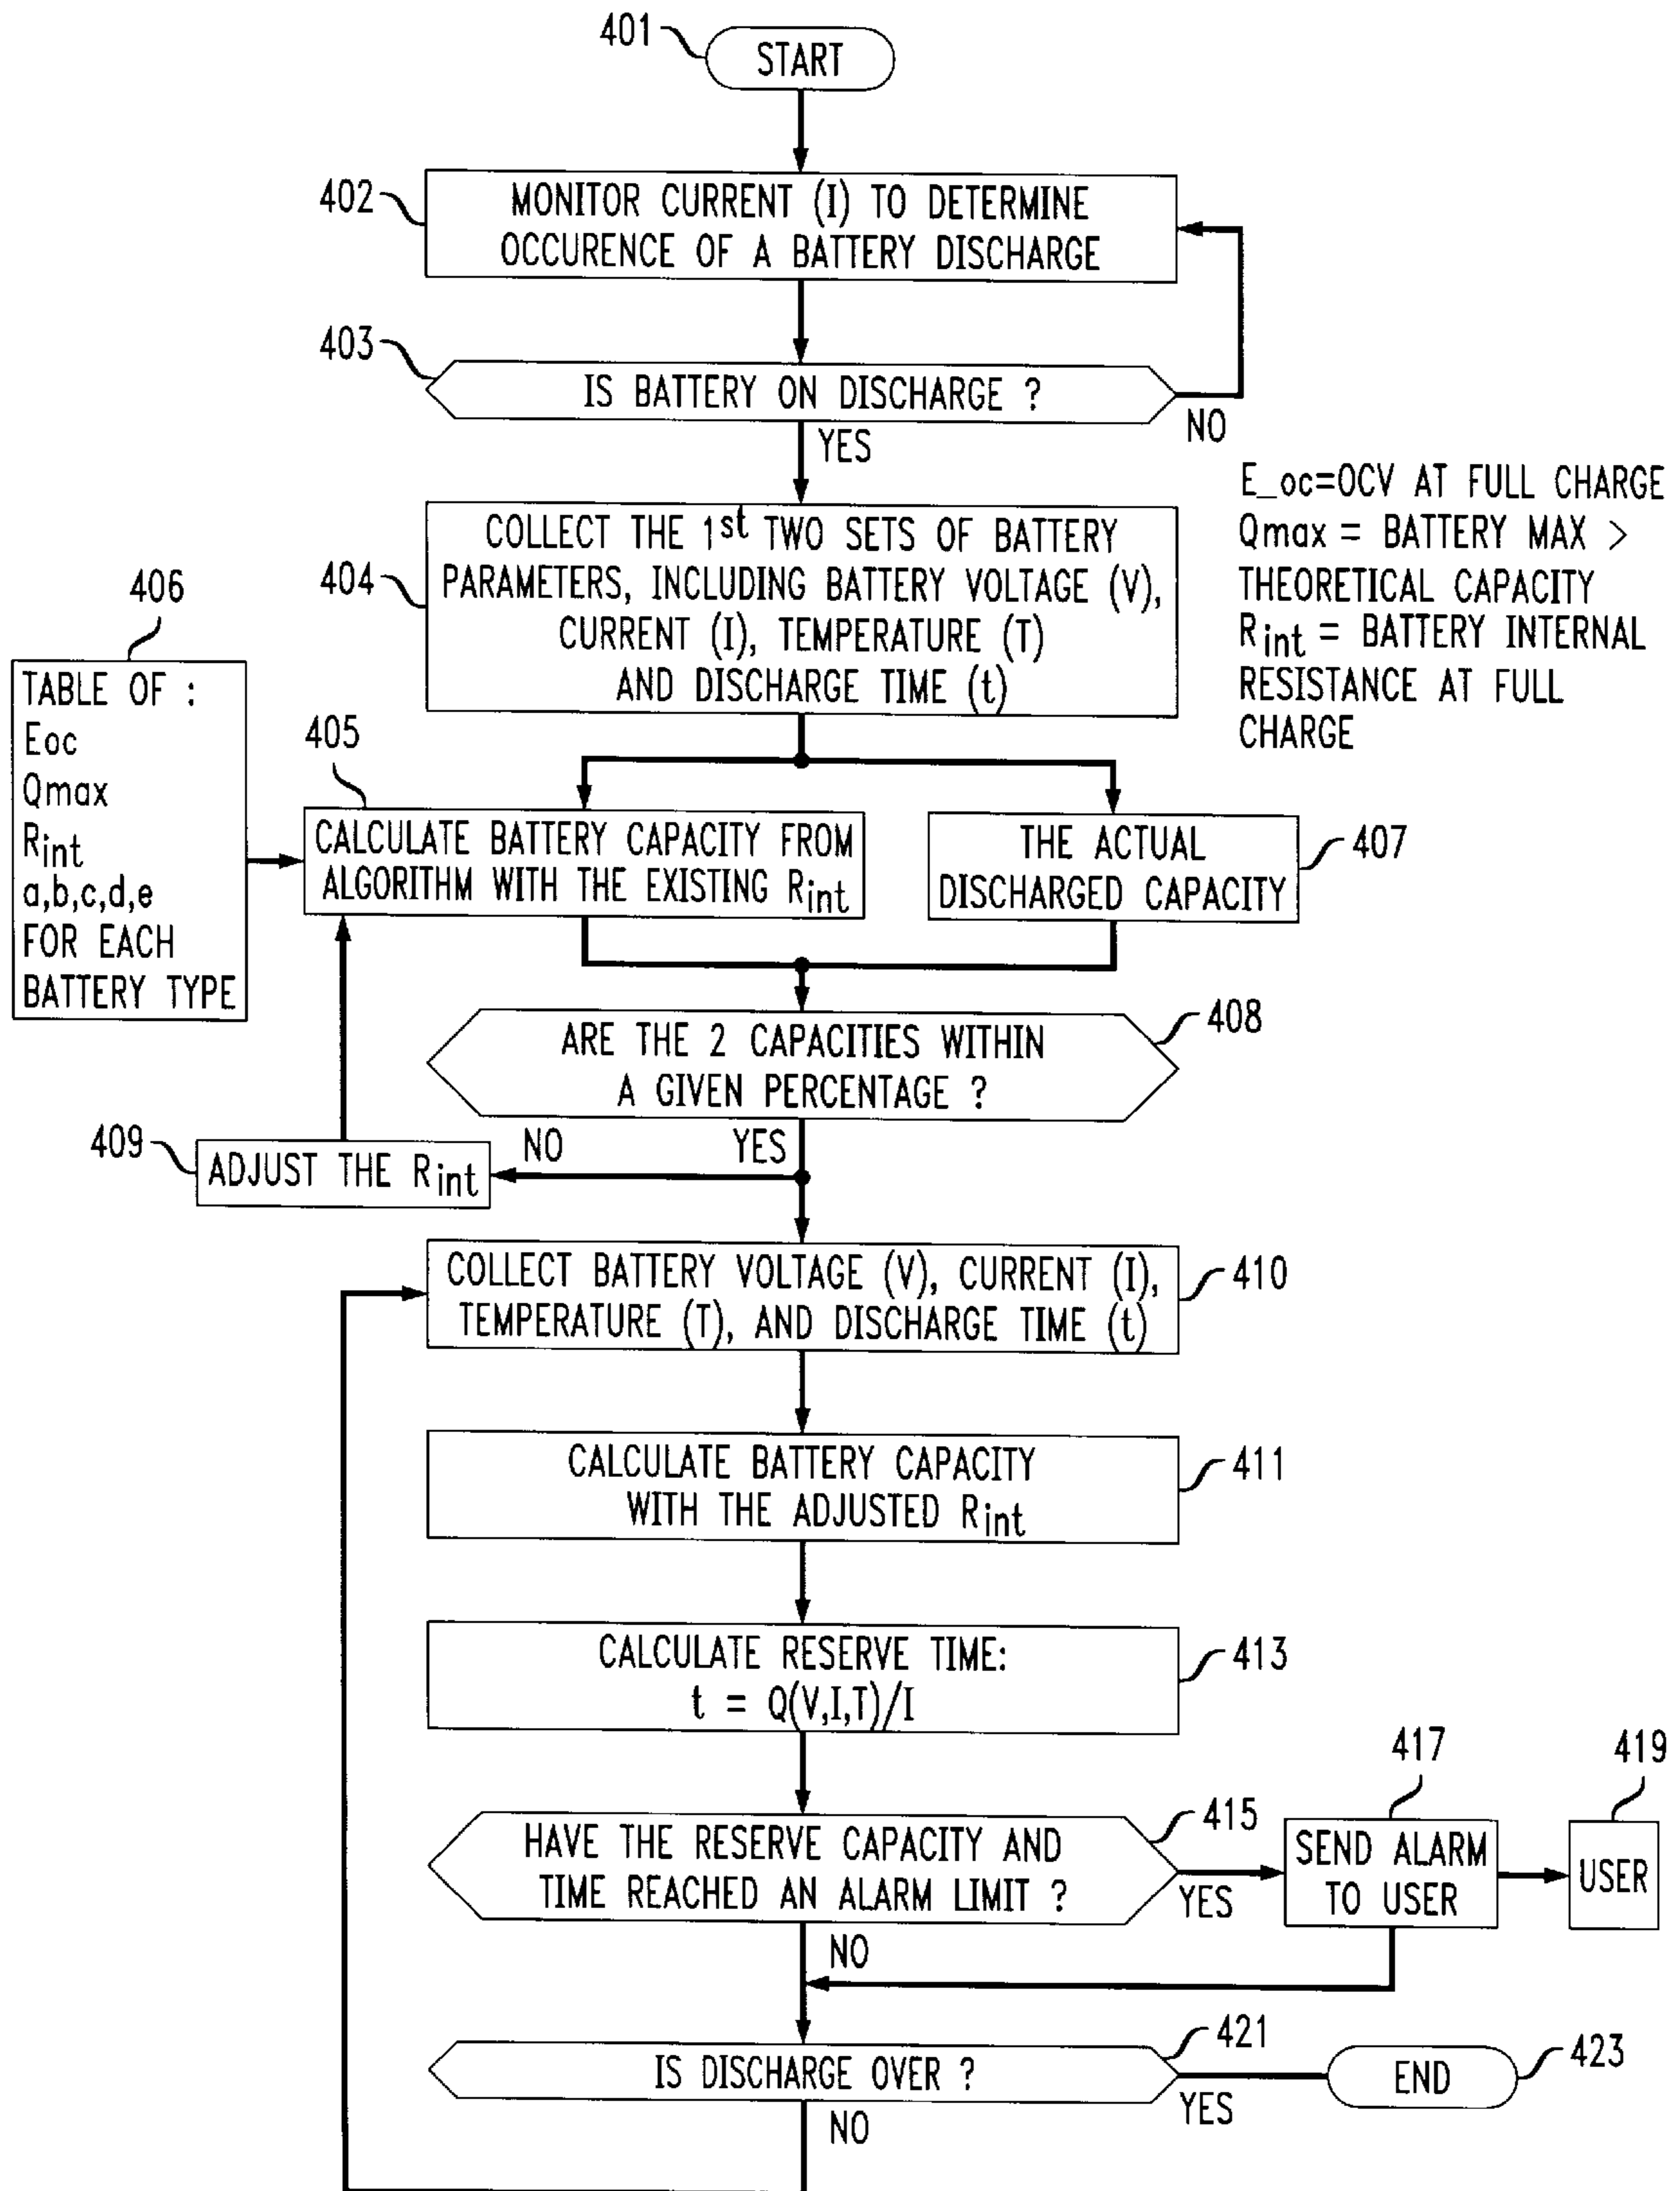 401
START
402
MONITOR CURRENT (I) TO DETERMINE
OCCURENCE OF A BATTERY DISCHARGE
403
IS BATTERY ON DISCHARGE ?
NO
YES
E_oc=OCV AT FULL CHARGE
Qmax = BATTERY MAX >
THEORETICAL CAPACITY
Rint = BATTERY INTERNAL
RESISTANCE AT FULL
CHARGE
404
COLLECT THE 1st TWO SETS OF BATTERY
PARAMETERS, INCLUDING BATTERY VOLTAGE (V),
CURRENT (I), TEMPERATURE (T)
AND DISCHARGE TIME (t)
406
TABLE OF :
Eoc
Qmax
Rint
a,b,c,d,e
FOR EACH
BATTERY TYPE
405
CALCULATE BATTERY CAPACITY FROM
ALGORITHM WITH THE EXISTING Rint
THE ACTUAL
DISCHARGED CAPACITY
407
408
ARE THE 2 CAPACITIES WITHIN
A GIVEN PERCENTAGE ?
409
ADJUST THE Rint
NO
YES
COLLECT BATTERY VOLTAGE (V), CURRENT (I),
TEMPERATURE (T), AND DISCHARGE TIME (t)
410
CALCULATE BATTERY CAPACITY
WITH THE ADJUSTED Rint
411
CALCULATE RESERVE TIME:
t = Q(V,I,T)/I
413
HAVE THE RESERVE CAPACITY AND
TIME REACHED AN ALARM LIMIT ?
415
YES
417
SEND ALARM
TO USER
419
USER
NO
IS DISCHARGE OVER ?
421
YES
END
423
NO